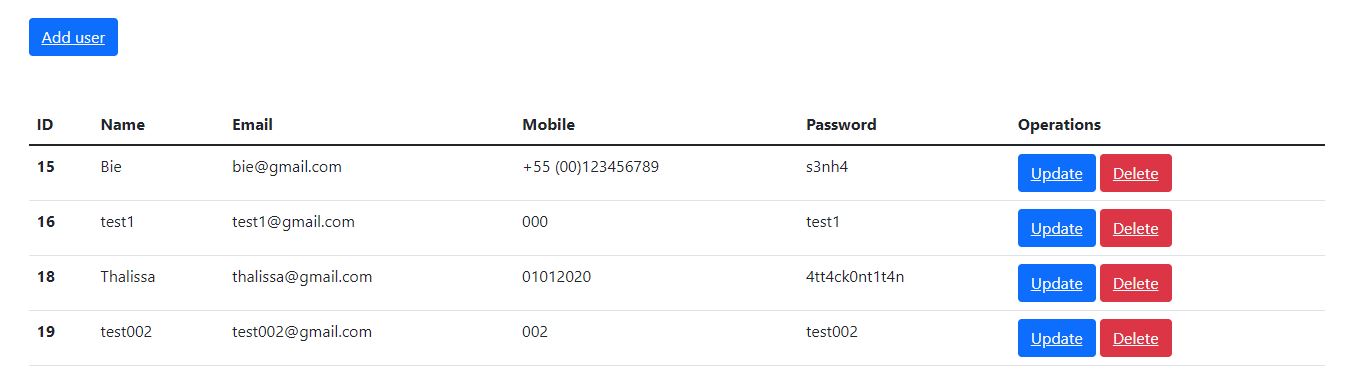 Add user
ID Name Email Mobile Password Operations
15 Bie bie@gmail.com +55 (00)123456789 s3nh4 Update Delete
16 test1 test1@gmail.com 000 test1 Update Delete
18 Thalissa thalissa@gmail.com 01012020 4tt4ck0nt1t4n Update Delete
19 test002 test002@gmail.com 002 test002 Update Delete